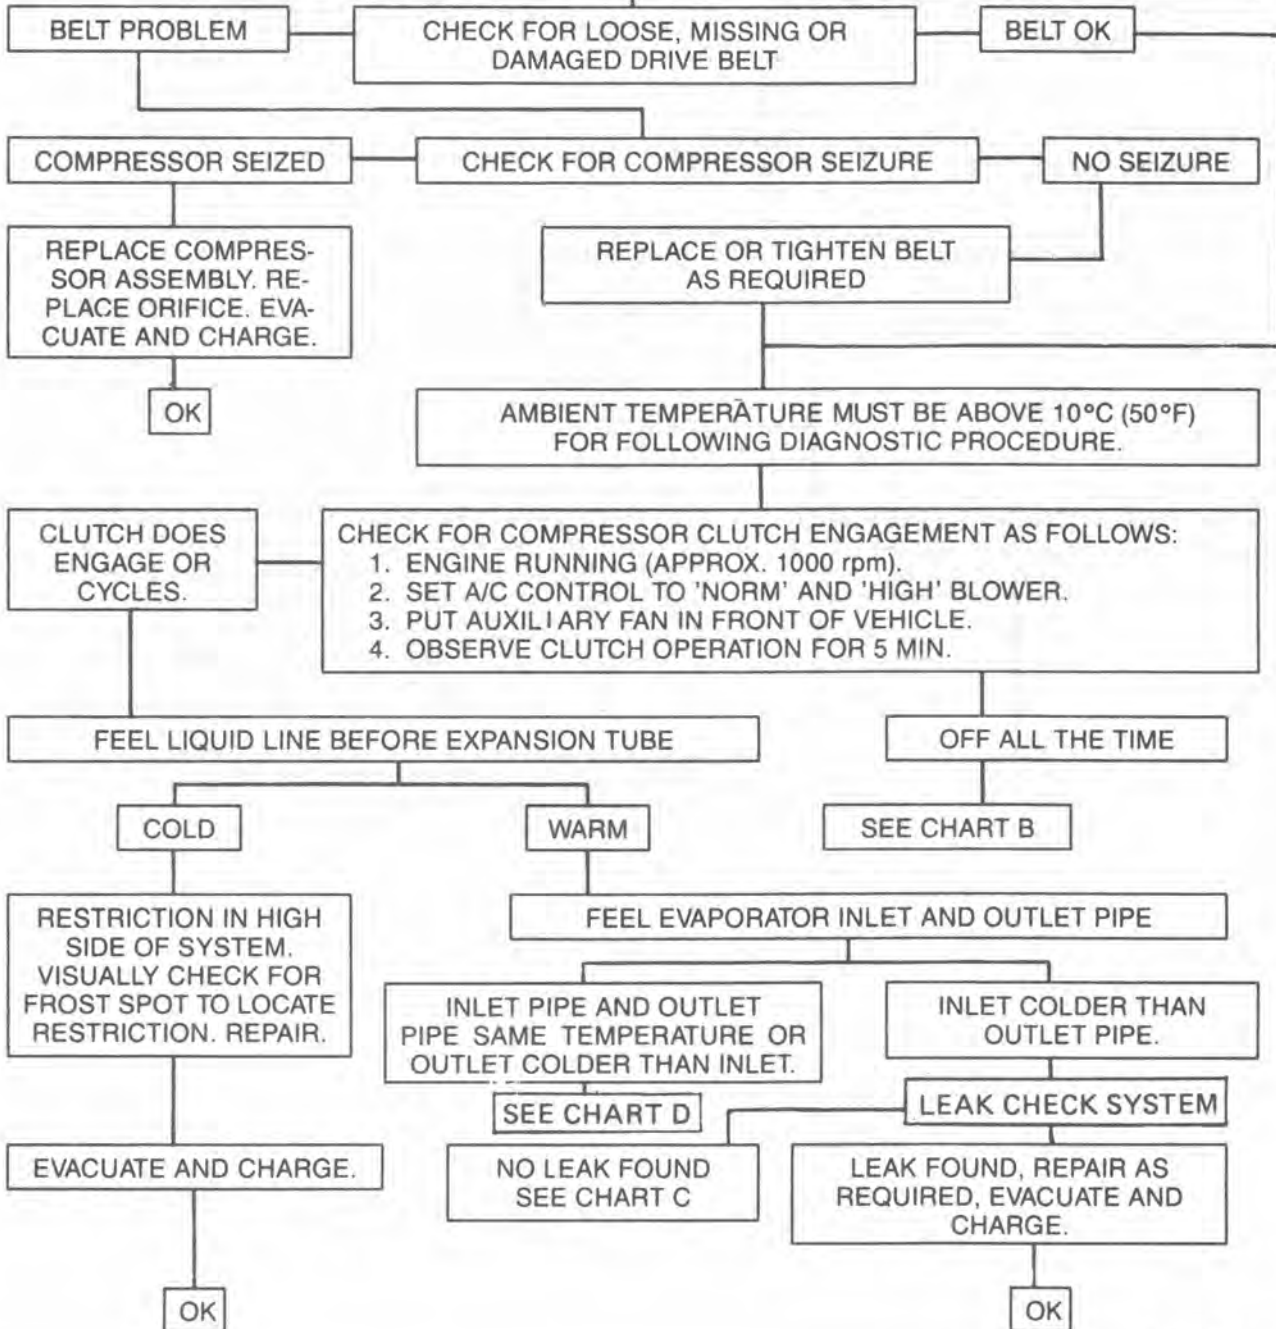 BELT PROBLEM
CHECK FOR LOOSE, MISSING OR
DAMAGED DRIVE BELT
BELT OK
COMPRESSOR SEIZED
CHECK FOR COMPRESSOR SEIZURE
NO SEIZURE
REPLACE COMPRES-
SOR ASSEMBLY. RE-
PLACE ORIFICE. EVA-
CUATE AND CHARGE.
REPLACE OR TIGHTEN BELT
AS REQUIRED
OK
AMBIENT TEMPERATURE MUST BE ABOVE 10°C (50°F)
FOR FOLLOWING DIAGNOSTIC PROCEDURE.
CLUTCH DOES
ENGAGE OR
CYCLES.
CHECK FOR COMPRESSOR CLUTCH ENGAGEMENT AS FOLLOWS:
1. ENGINE RUNNING (APPROX. 1000 rpm).
2. SET A/C CONTROL TO 'NORM' AND 'HIGH' BLOWER.
3. PUT AUXILIARY FAN IN FRONT OF VEHICLE.
4. OBSERVE CLUTCH OPERATION FOR 5 MIN.
FEEL LIQUID LINE BEFORE EXPANSION TUBE
OFF ALL THE TIME
COLD
WARM
SEE CHART B
RESTRICTION IN HIGH
SIDE OF SYSTEM.
VISUALLY CHECK FOR
FROST SPOT TO LOCATE
RESTRICTION. REPAIR.
FEEL EVAPORATOR INLET AND OUTLET PIPE
INLET PIPE AND OUTLET
PIPE SAME TEMPERATURE OR
OUTLET COLDER THAN INLET.
INLET COLDER THAN
OUTLET PIPE.
SEE CHART D
LEAK CHECK SYSTEM
EVACUATE AND CHARGE.
NO LEAK FOUND
SEE CHART C
LEAK FOUND, REPAIR AS
REQUIRED, EVACUATE AND
CHARGE.
OK
OK